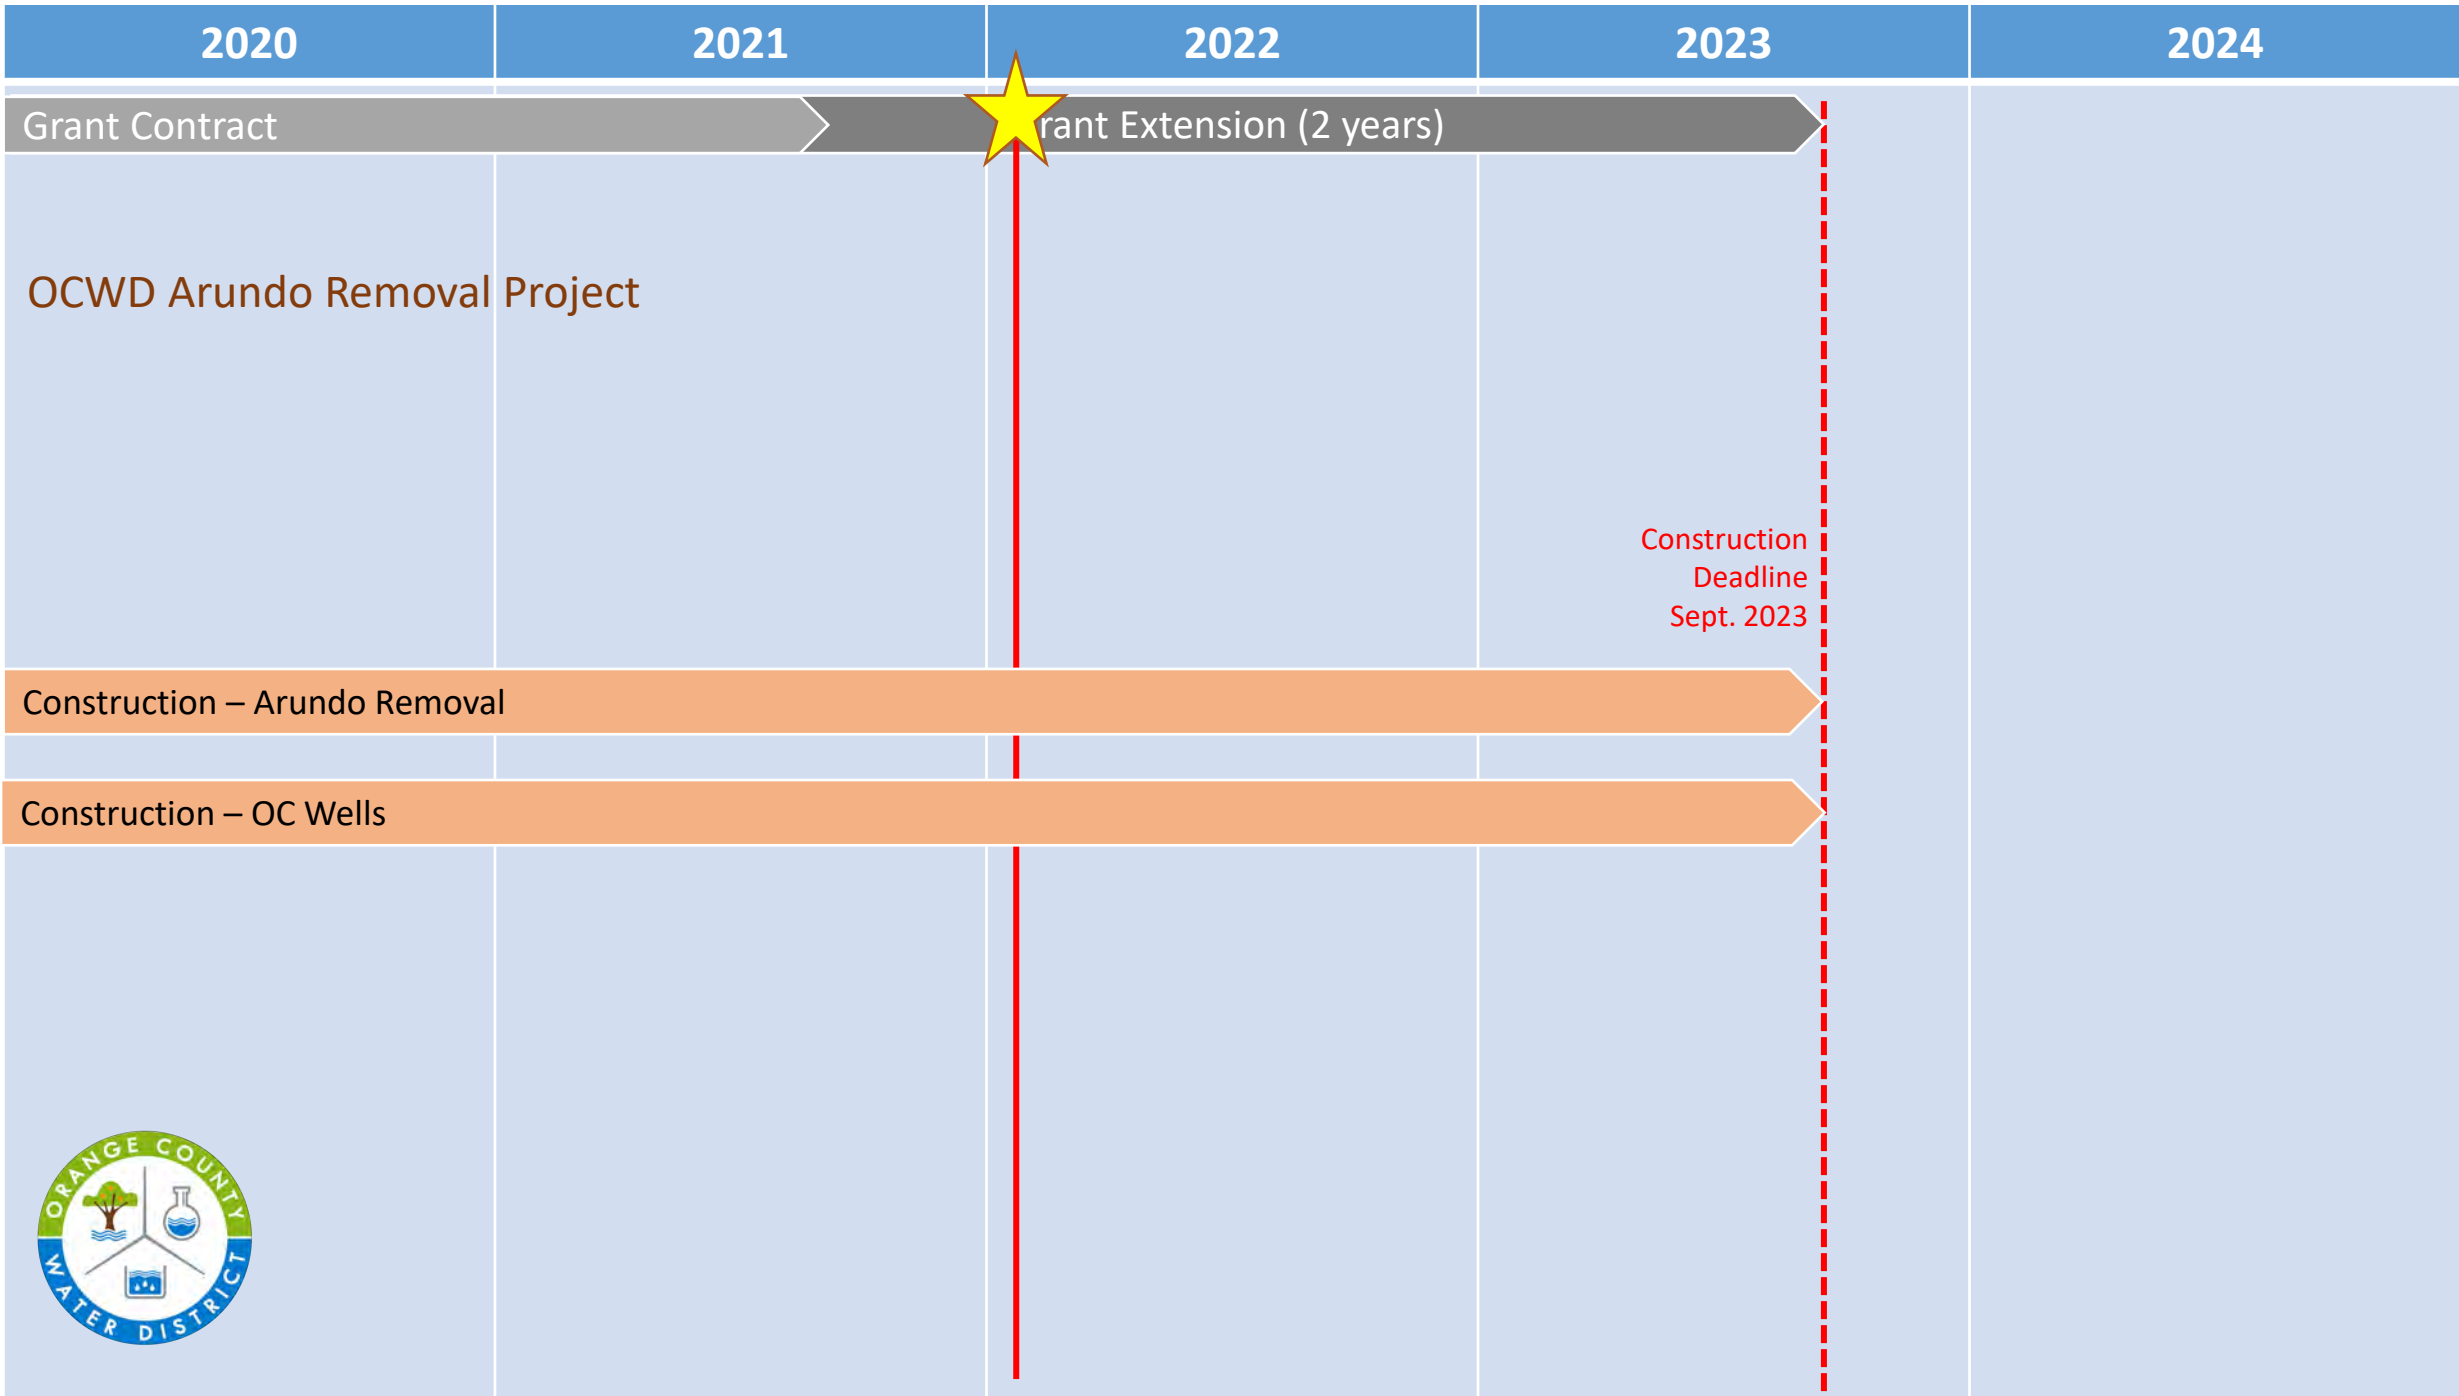 2020 2021 2022 2023 2024
Grant Contract
rant Extension (2 years)
OCWD Arundo Removal Project
Construction
Deadline
Sept. 2023
Construction – Arundo Removal
Construction – OC Wells
ORANGE COUNTY
WATER DISTRICT